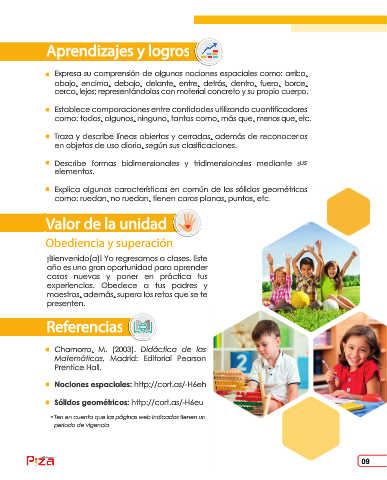 Aprendizajes y logros
Expresa su comprensión de algunas nociones espaciales como: arriba,
abajo, encima, debajo, delante, entre, detrás, dentro, fuera, borde,
cerca, lejos; representándolas con material concreto y su propio cuerpo.
Establece comparaciones entre cantidades utilizando cuantificadores
como: todos, algunos, ninguno, tantos como, más que, menos que, etc.
Traza y describe líneas abiertas y cerradas, además de reconocerlas
en objetos de uso diario, según sus clasificaciones.
Describe formas bidimensionales y tridimensionales mediante sus
elementos.
Explica algunas características en común de los sólidos geométricos
como: ruedan, no ruedan, tienen caras planas, puntas, etc.
Valor de la unidad
Obediencia y superación
¡Bienvenido(a)! Ya regresamos a clases. Este
año es una gran oportunidad para aprender
cosas nuevas y poner en práctica tus
experiencias. Obedece a tus padres y
maestros, además, supera los retos que se te
presenten.
Referencias
Chamorro, M. (2003). Didáctica de las
Matemáticas. Madrid: Editorial Pearson
Prentice Hall.
Nociones espaciales: http://cort.as/-H6eh
Sólidos geométricos: http://cort.as/-H6eu
*Ten en cuenta que las páginas web indicadas tienen un
periodo de vigencia
09